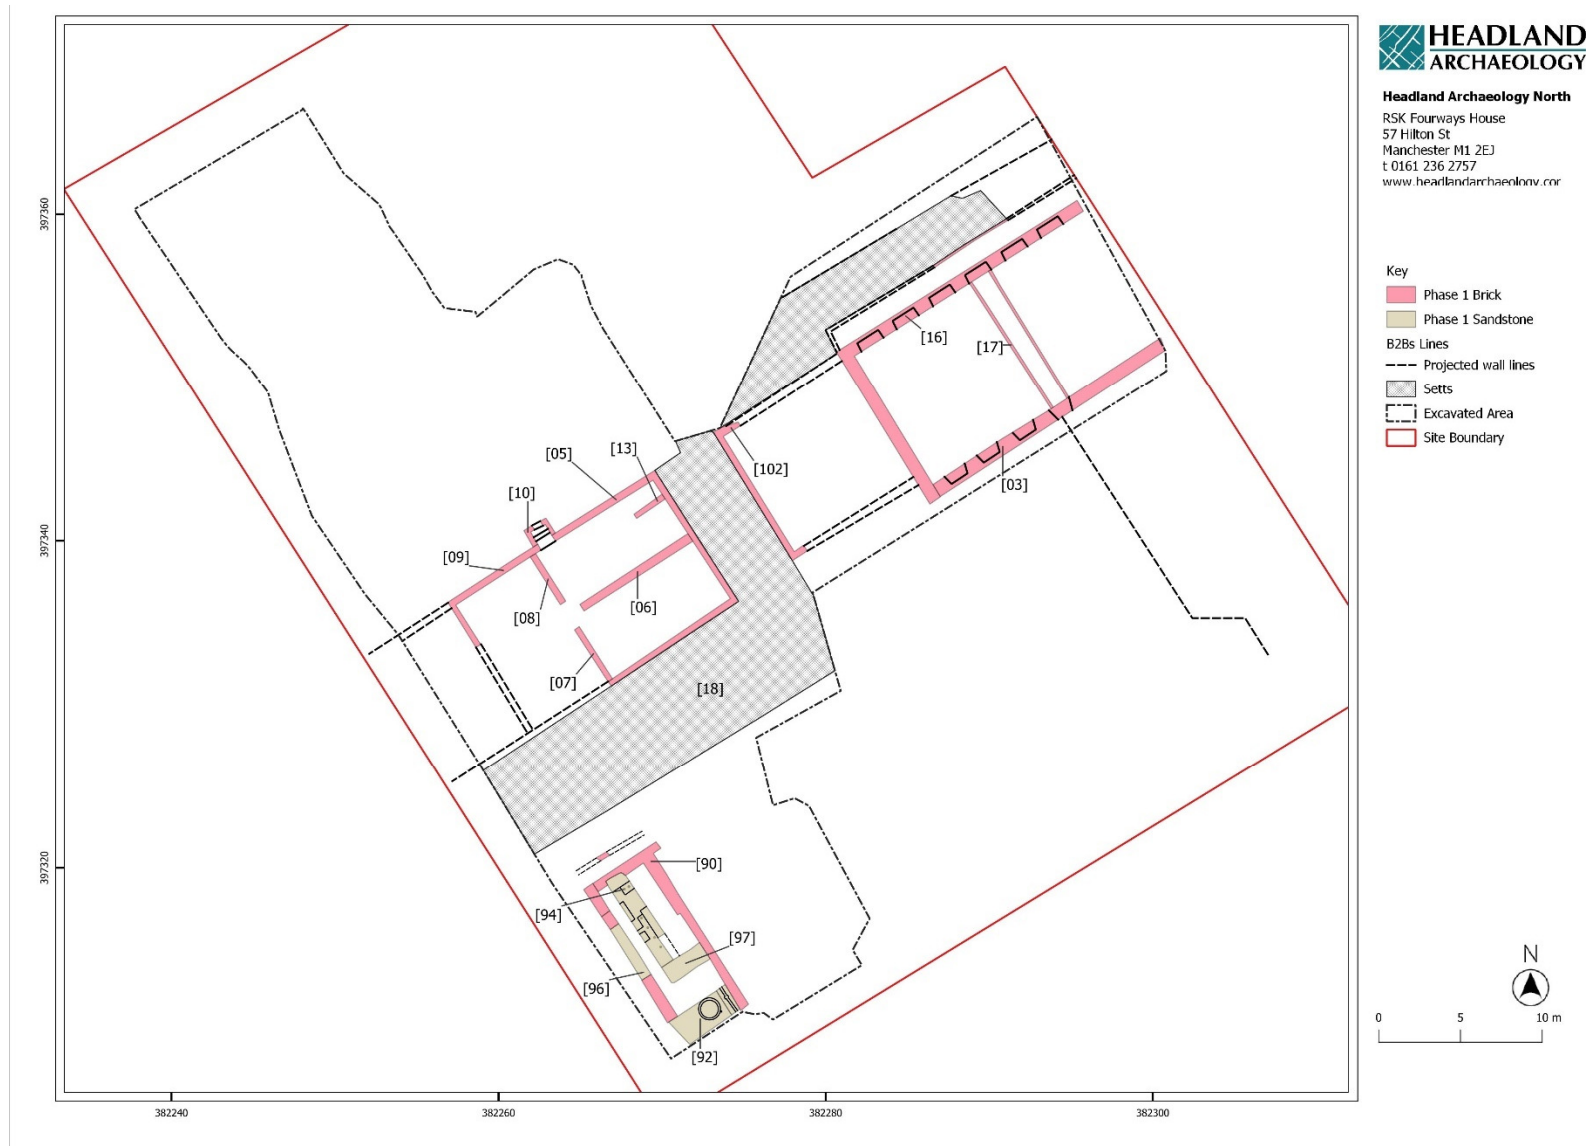 HEADLAND
ARCHAEOLOGY
Headland Archaeology North
RSK Fourways House
57 Hilton St
Manchester M1 2EJ
t 0161 236 2757
www.headlandarchaeology.cor
Key
Phase 1 Brick
Phase 1 Sandstone
B2Bs Lines
Projected wall lines
Setts
Excavated Area
Site Boundary
397360
397340
397320
[16]
[17]
[13]
[05]
[102]
[10]
[03]
[09]
[06]
[08]
[07]
[18]
[90]
[94]
[97]
[96]
[92]
N
0 5 10 m
382240 382260 382280 382300